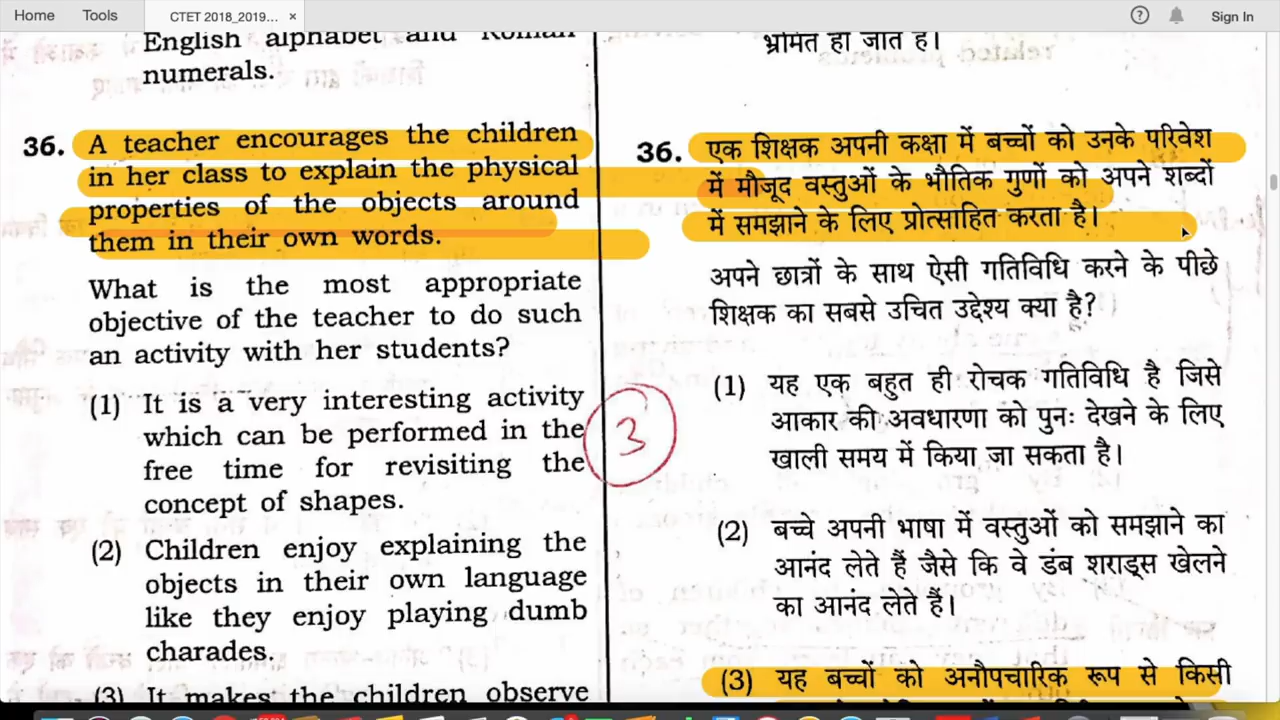 Home Tools CTET 2018_2019... × Sign In
English alphabet and Roman
numerals.
36. A teacher encourages the children
in her class to explain the physical
properties of the objects around
them in their own words.
What is the most appropriate
objective of the teacher to do such
an activity with her students?
(1) It is a very interesting activity
which can be performed in the
free time for revisiting the
concept of shapes.
(2) Children enjoy explaining the
objects in their own language
like they enjoy playing dumb
charades.
(3) It makes the children observe
3
भ्रमित हो जाते हैं।
36. एक शिक्षक अपनी कक्षा में बच्चों को उनके परिवेश
में मौजूद वस्तुओं के भौतिक गुणों को अपने शब्दों
में समझाने के लिए प्रोत्साहित करता है।
अपने छात्रों के साथ ऐसी गतिविधि करने के पीछे
शिक्षक का सबसे उचित उद्देश्य क्या है?
(1) यह एक बहुत ही रोचक गतिविधि है जिसे
आकार की अवधारणा को पुनः देखने के लिए
खाली समय में किया जा सकता है।
(2) बच्चे अपनी भाषा में वस्तुओं को समझाने का
आनंद लेते हैं जैसे कि वे डंब शराड्स खेलने
का आनंद लेते हैं।
(3) यह बच्चों को अनौपचारिक रूप से किसी